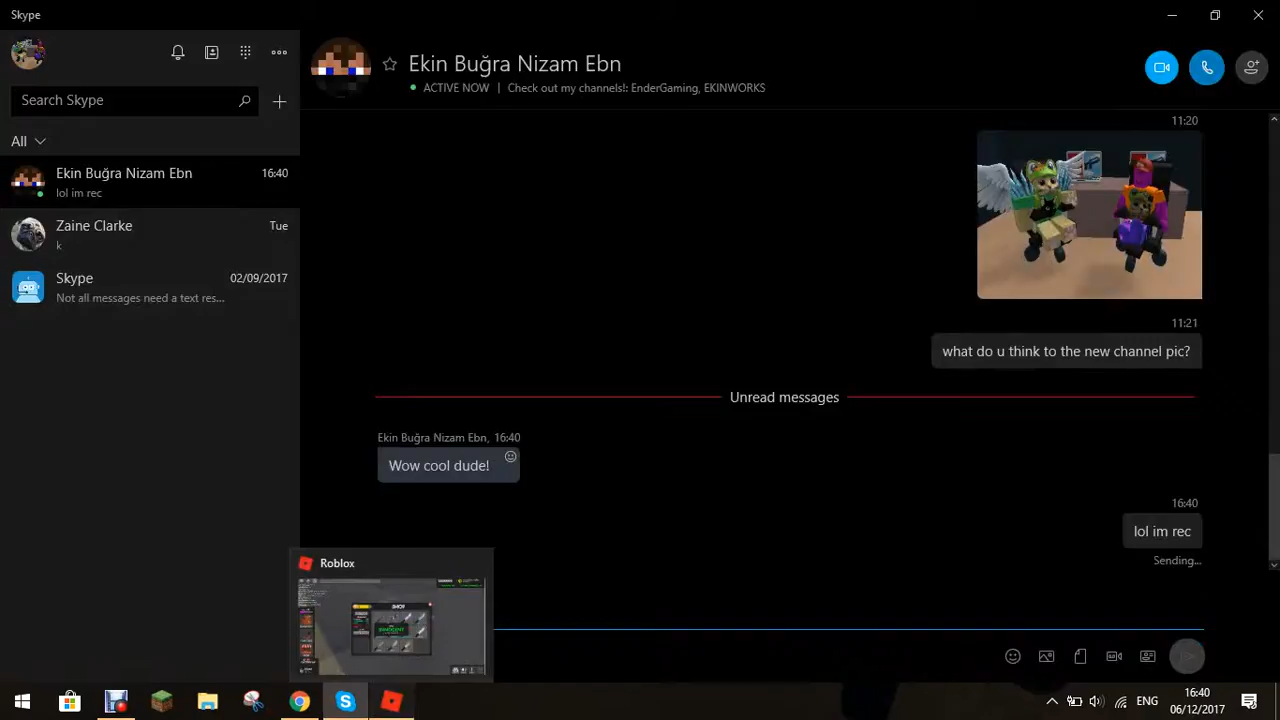 Skype
Search Skype
All
Ekin Buğra Nizam Ebn
16:40
lol im rec
Zaine Clarke
Tue
k
Skype
02/09/2017
Not all messages need a text res...
Ekin Buğra Nizam Ebn
ACTIVE NOW | Check out my channels!: EnderGaming, EKINWORKS
11:20
11:21
what do u think to the new channel pic?
Unread messages
Ekin Buğra Nizam Ebn, 16:40
Wow cool dude!
16:40
lol im rec
Sending...
Roblox
SHOP
INNOCENT
ENG
16:40
06/12/2017